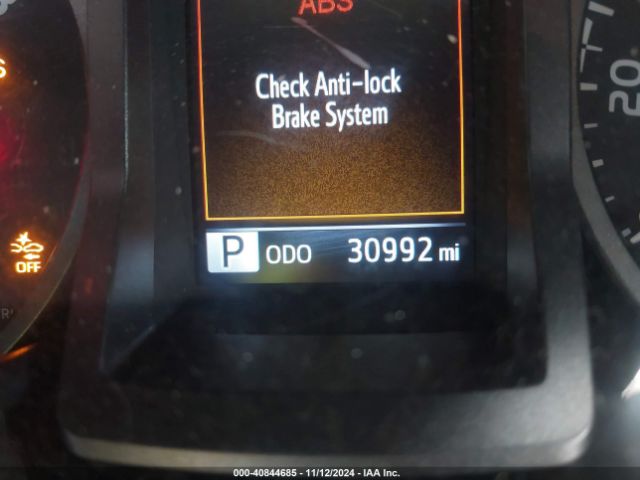 ABS
Check Anti-lock
Brake System
P ODO 30992 mi
OFF
20
000-40844685 - 11/12/2024 - IAA Inc.